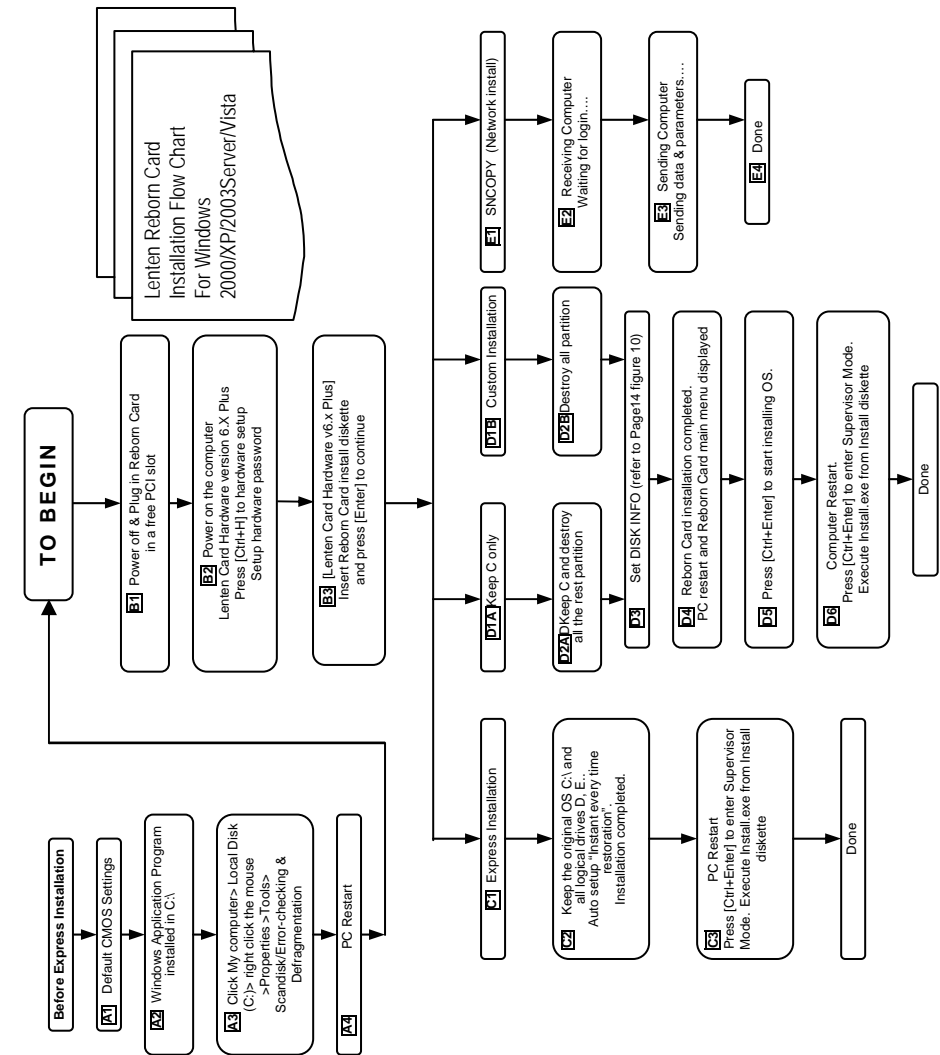 Lenten Reborn Card
Installation Flow Chart
For Windows
2000/XP/2003Server/Vista
Before Express Installation
A1 Default CMOS Settings
A2 Windows Application Program
installed in C:\
A3 Click My computer> Local Disk
(C:)> right click the mouse
>Properties >Tools>
Scandisk/Error-checking &
Defragmentation
A4 PC Restart
TO BEGIN
B1 Power off & Plug in Reborn Card
in a free PCI slot
B2 Power on the computer
Lenten Card Hardware version 6.X Plus
Press [Ctrl+H] to hardware setup
Setup hardware password
B3 [Lenten Card Hardware v6.x Plus]
Insert Reborn Card install diskette
and press [Enter] to continue
C1 Express Installation
C2 Keep the original OS C:\ and
all logical drives D, E..
Auto setup "Instant every time
restoration".
Installation completed.
C3 PC Restart
Press [Ctrl+Enter] to enter Supervisor
Mode. Execute Install.exe from Install
diskette
Done
D1A Keep C only
D2A DKeep C and destroy
all the rest partition
D1B Custom Installation
D2B Destroy all partition
D3 Set DISK INFO (refer to Page14 figure 10)
D4 Reborn Card installation completed.
PC restart and Reborn Card main menu displayed
D5 Press [Ctrl+Enter] to start installing OS.
D6 Computer Restart.
Press [Ctrl+Enter] to enter Supervisor Mode.
Execute Install.exe from Install diskette
Done
E1 SNCOPY (Network install)
E2 Receiving Computer
Waiting for login....
E3 Sending Computer
Sending data & parameters....
E4 Done